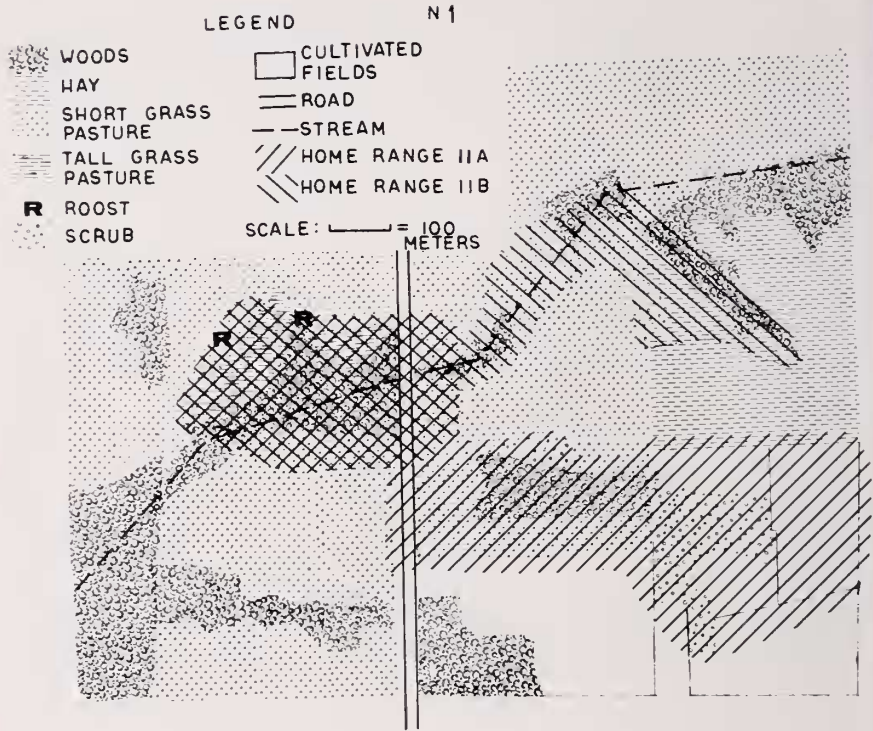 LEGEND
N 1
WOODS
HAY
SHORT GRASS
PASTURE
TALL GRASS
PASTURE
R ROOST
SCRUB
CULTIVATED
FIELDS
ROAD
STREAM
HOME RANGE IIA
HOME RANGE IIB
SCALE: = 100
METERS
R
R